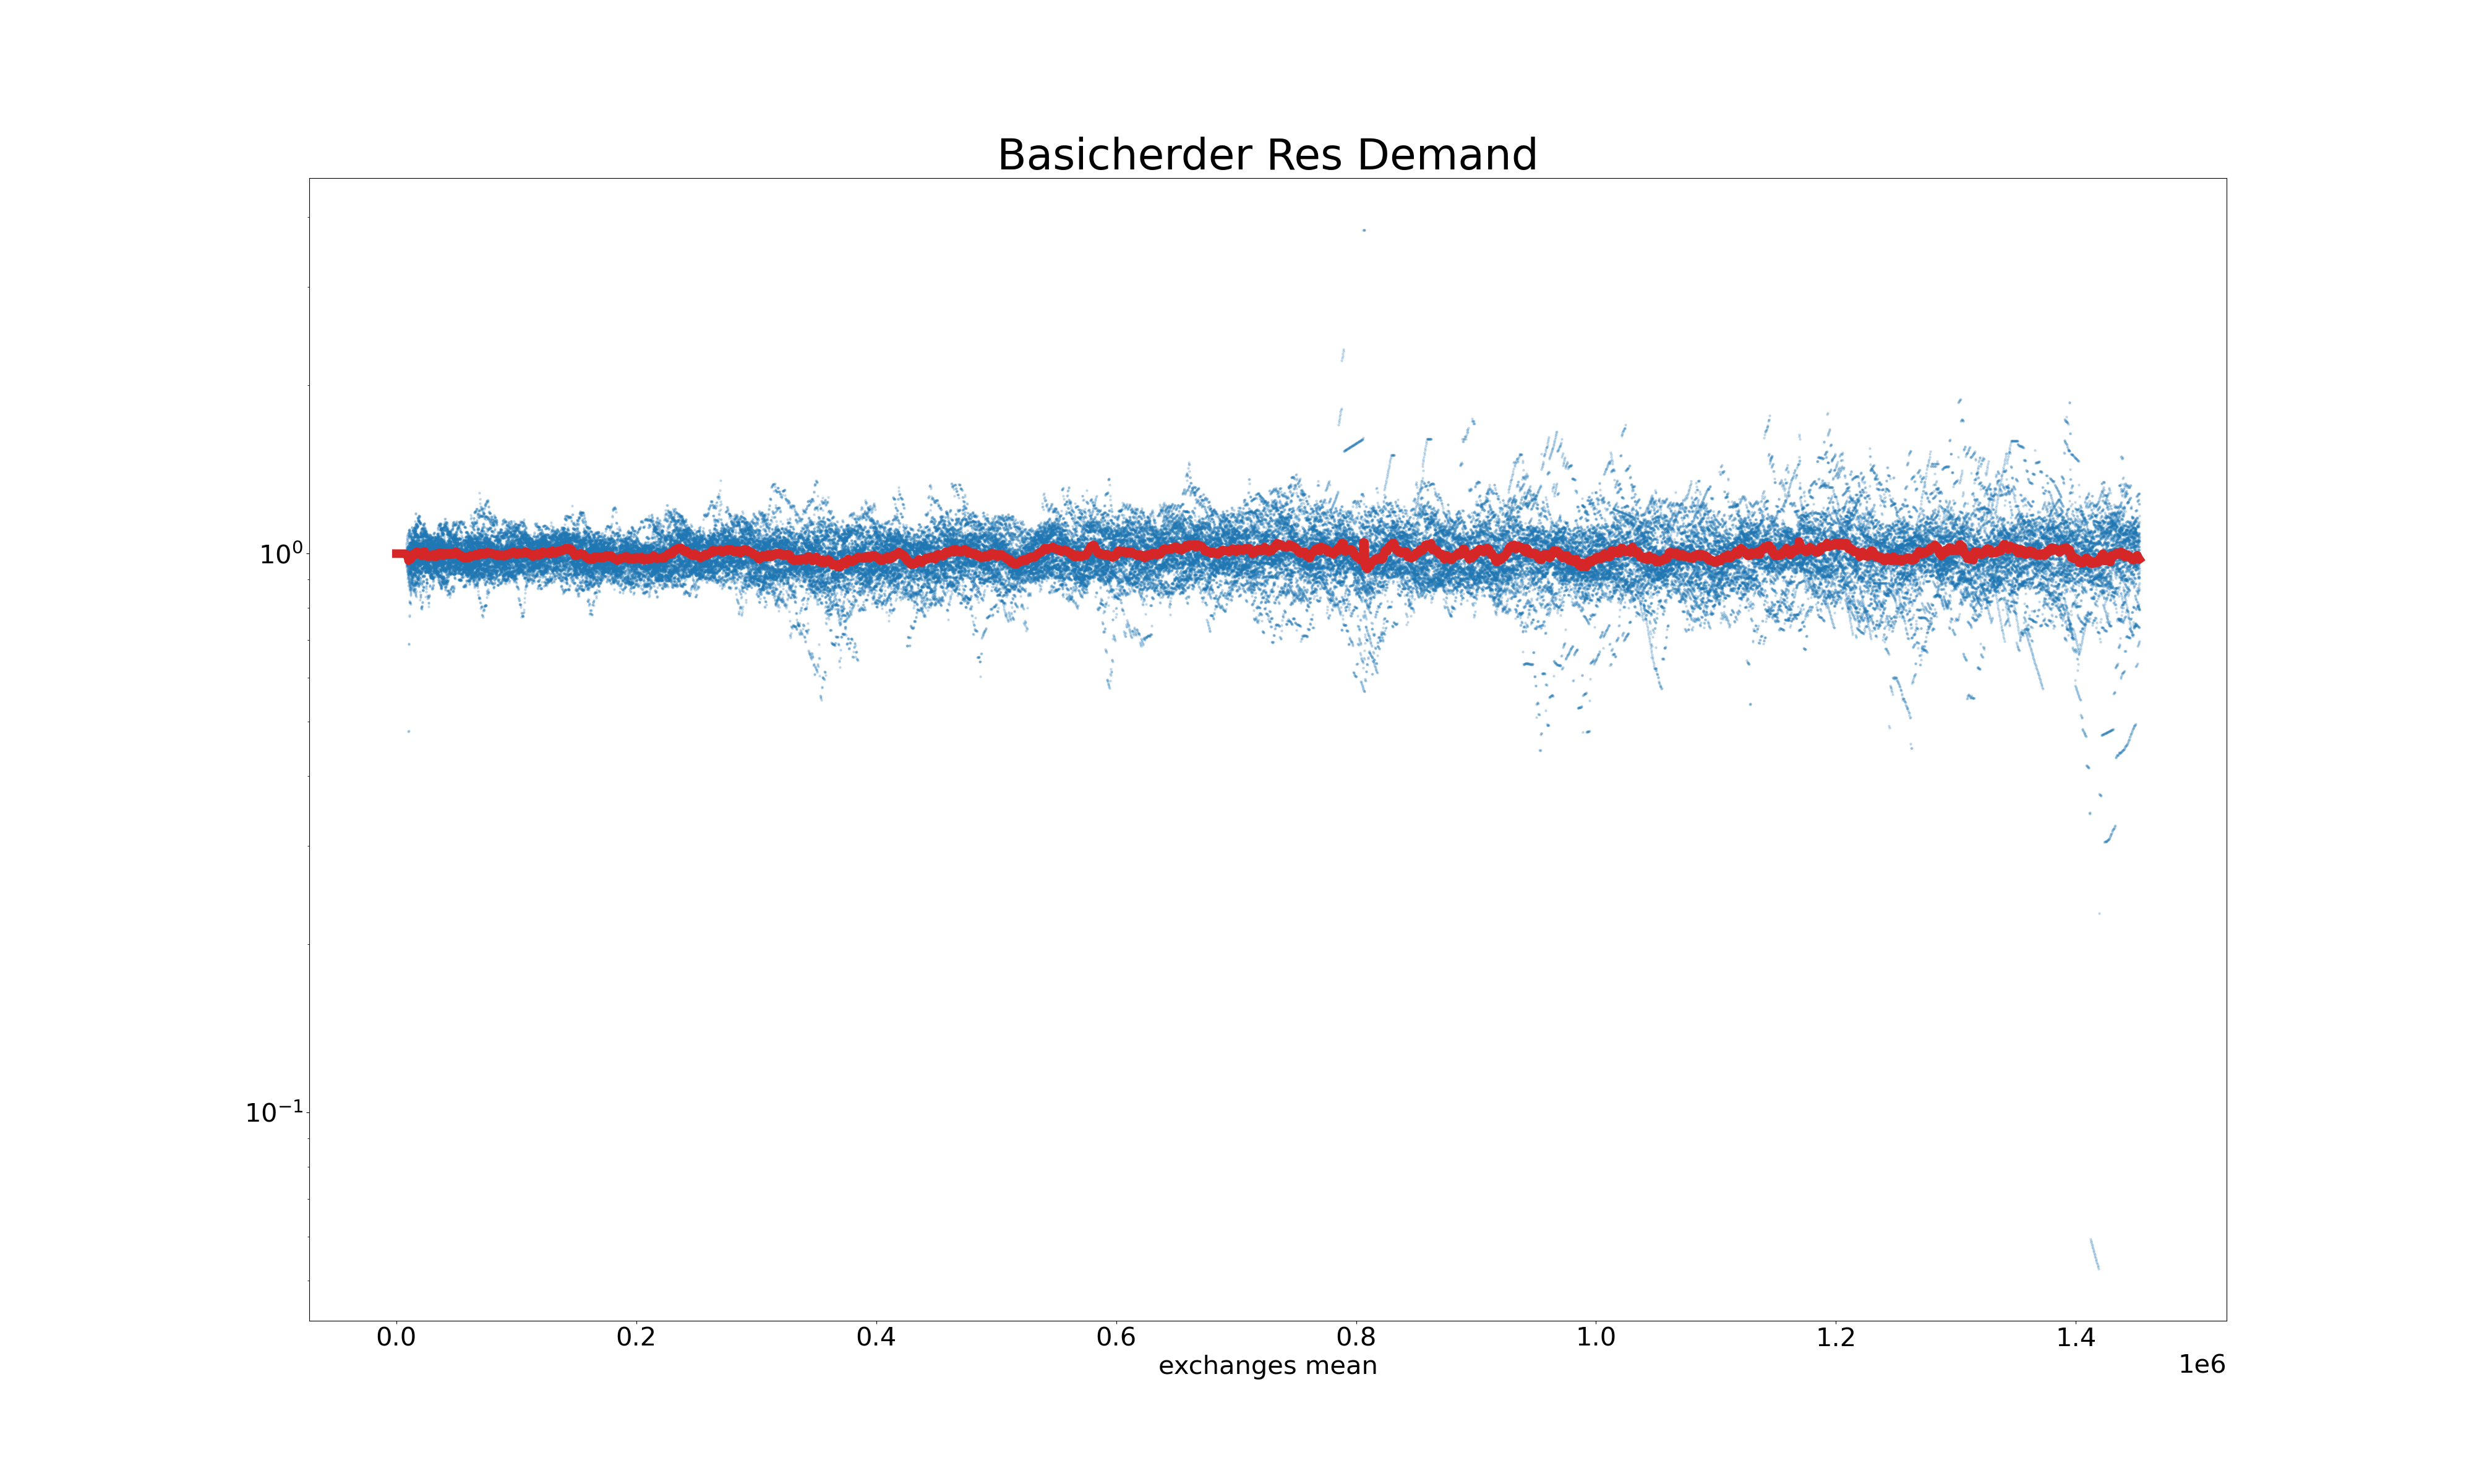 Basicherder Res Demand
10⁰
10⁻¹
0.0 0.2 0.4 0.6 0.8 1.0 1.2 1.4
exchanges mean
1e6